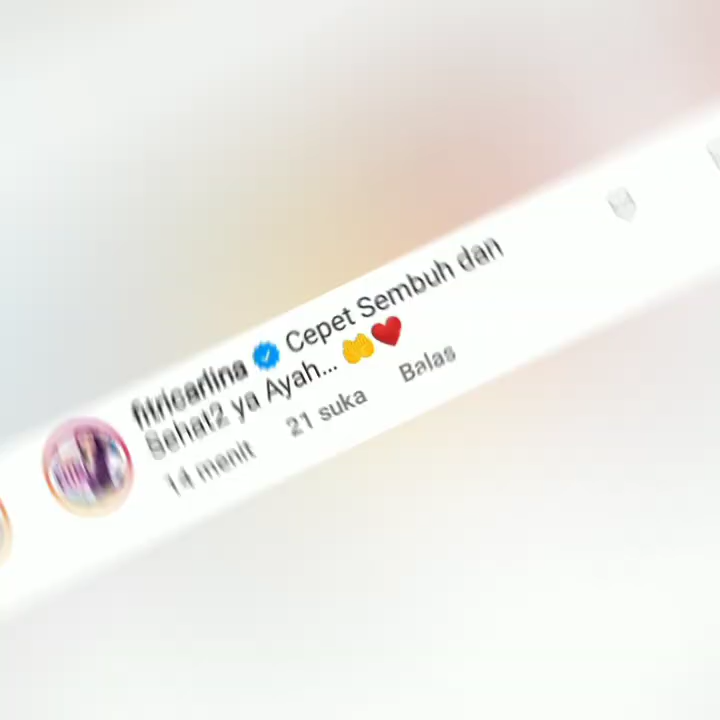 fitricarlina Cepet Sembuh dan
Sehat2 ya Ayah... 🤲❤️
14 menit 21 suka Balas